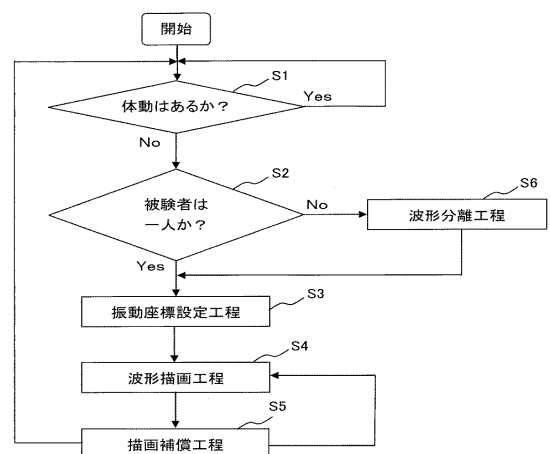 開始
S1
体動はあるか？
Yes
No
S2
被験者は
一人か？
No
S6
波形分離工程
Yes
S3
振動座標設定工程
S4
波形描画工程
S5
描画補償工程